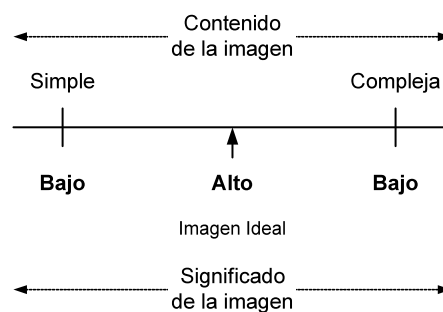 Contenido
de la imagen
Simple Compleja
Bajo Alto Bajo
Imagen Ideal
Significado
de la imagen